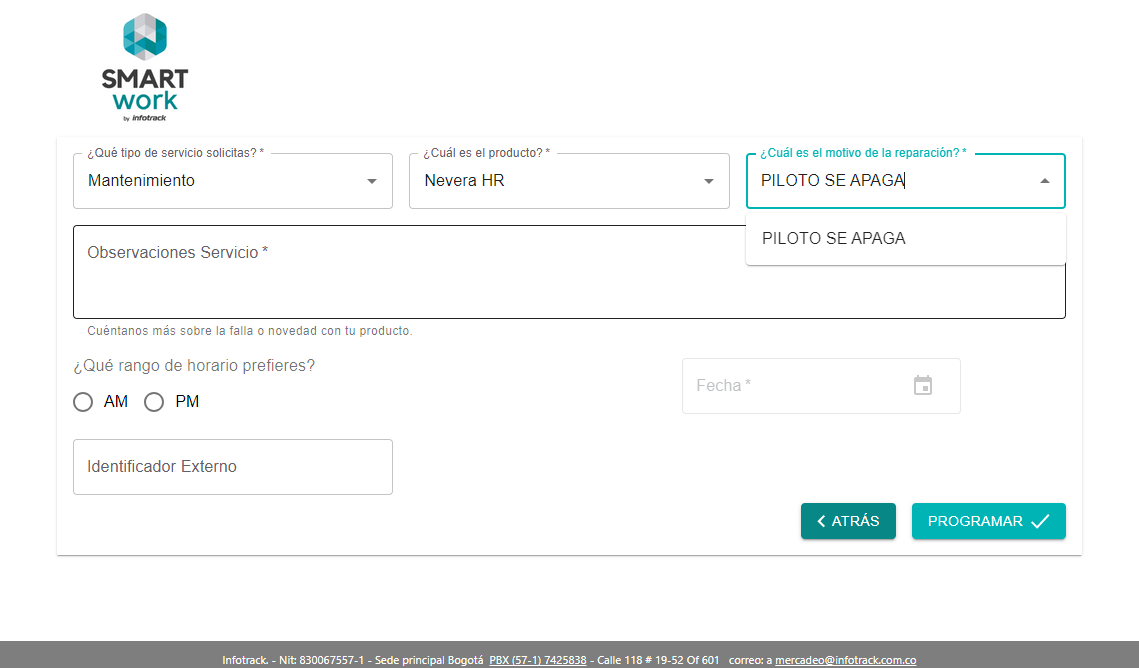 SMART
work
by infotrack
¿Qué tipo de servicio solicitas? *
Mantenimiento
¿Cuál es el producto? *
Nevera HR
¿Cuál es el motivo de la reparación? *
PILOTO SE APAGA
PILOTO SE APAGA
Observaciones Servicio *
Cuéntanos más sobre la falla o novedad con tu producto.
¿Qué rango de horario prefieres?
AM PM
Fecha *
Identificador Externo
ATRÁS PROGRAMAR
Infotrack. - Nit: 830067557-1 - Sede principal Bogotá PBX (57-1) 7425838 - Calle 118 # 19-52 Of 601 correo: a mercadeo@infotrack.com.co